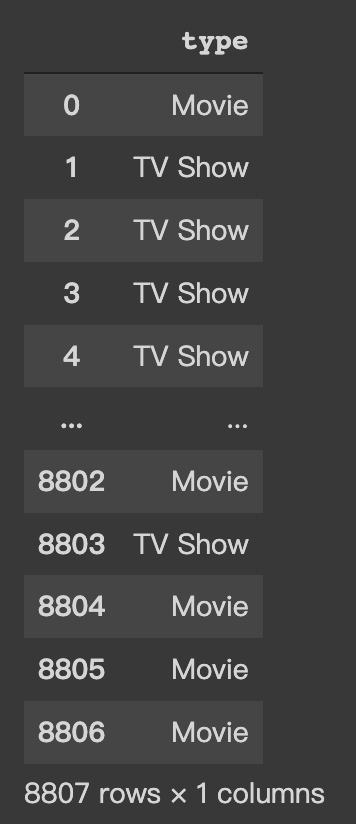 type
0 Movie
1 TV Show
2 TV Show
3 TV Show
4 TV Show
... ...
8802 Movie
8803 TV Show
8804 Movie
8805 Movie
8806 Movie
8807 rows × 1 columns